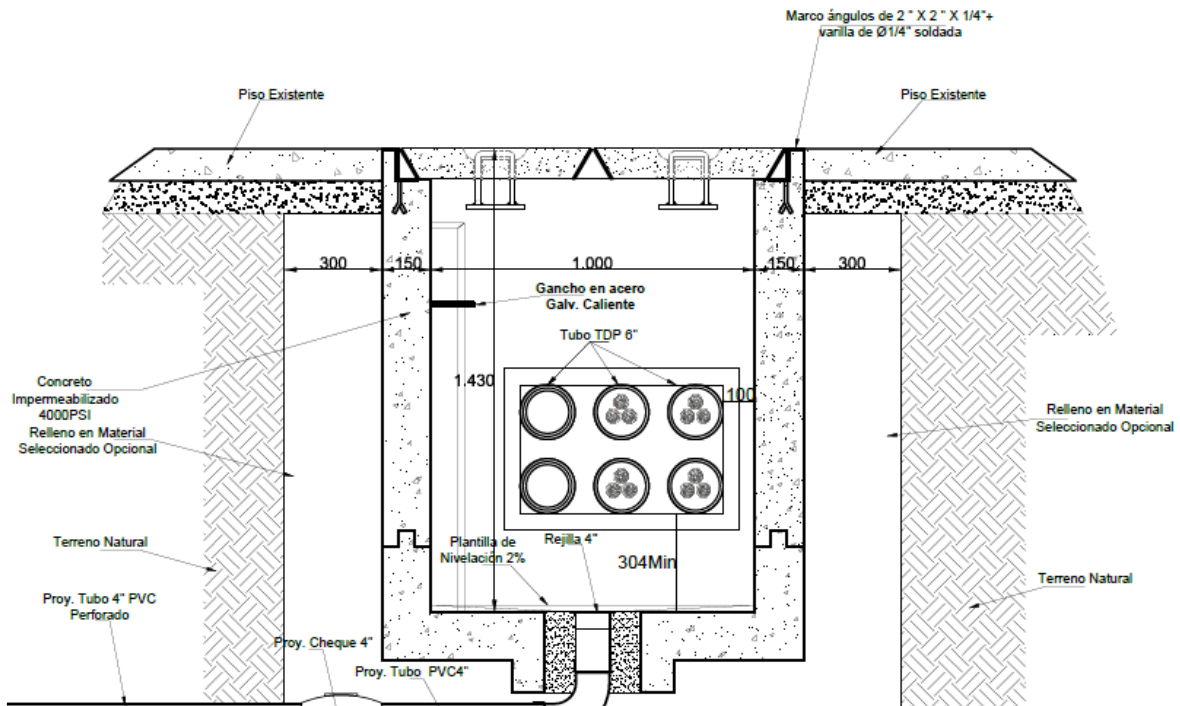 Marco ángulos de 2 " X 2 " X 1/4"+
varilla de Ø1/4" soldada
Piso Existente
Piso Existente
300
150
1.000
150
300
Gancho en acero
Galv. Caliente
Tubo TDP 6"
1.430
100
Concreto
Impermeabilizado
4000PSI
Relleno en Material
Seleccionado Opcional
Relleno en Material
Seleccionado Opcional
Terreno Natural
Plantilla de
Nivelación 2%
Rejilla 4"
304Min
Terreno Natural
Proy. Tubo 4" PVC
Perforado
Proy. Cheque 4"
Proy. Tubo PVC4"